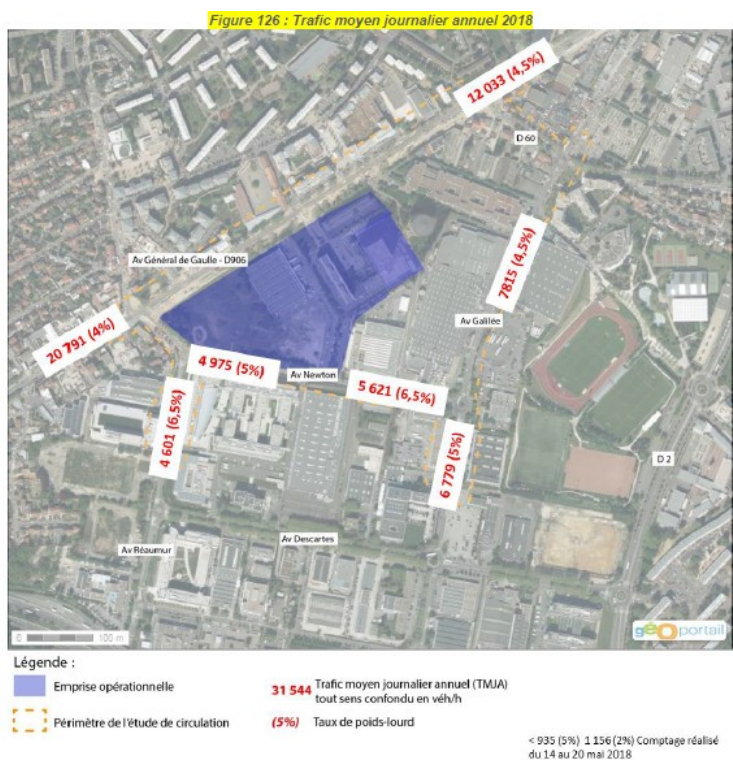 Figure 126 : Trafic moyen journalier annuel 2018
12 033 (4,5%)
D 60
Av Général de Gaulle - D906
7815 (4,5%)
20 791 (4%)
Av Galilée
4 975 (5%)
Av Newton
5 621 (6,5%)
4 601 (6,5%)
6 779 (5%)
D 2
Av Descartes
Av Réaumur
0 100 m
géoportail
Légende :
Emprise opérationnelle
31 544 Trafic moyen journalier annuel (TMJA)
tout sens confondu en véh/h
Périmètre de l'étude de circulation
(5%) Taux de poids-lourd
< 935 (5%) 1 156 (2%) Comptage réalisé
du 14 au 20 mai 2018